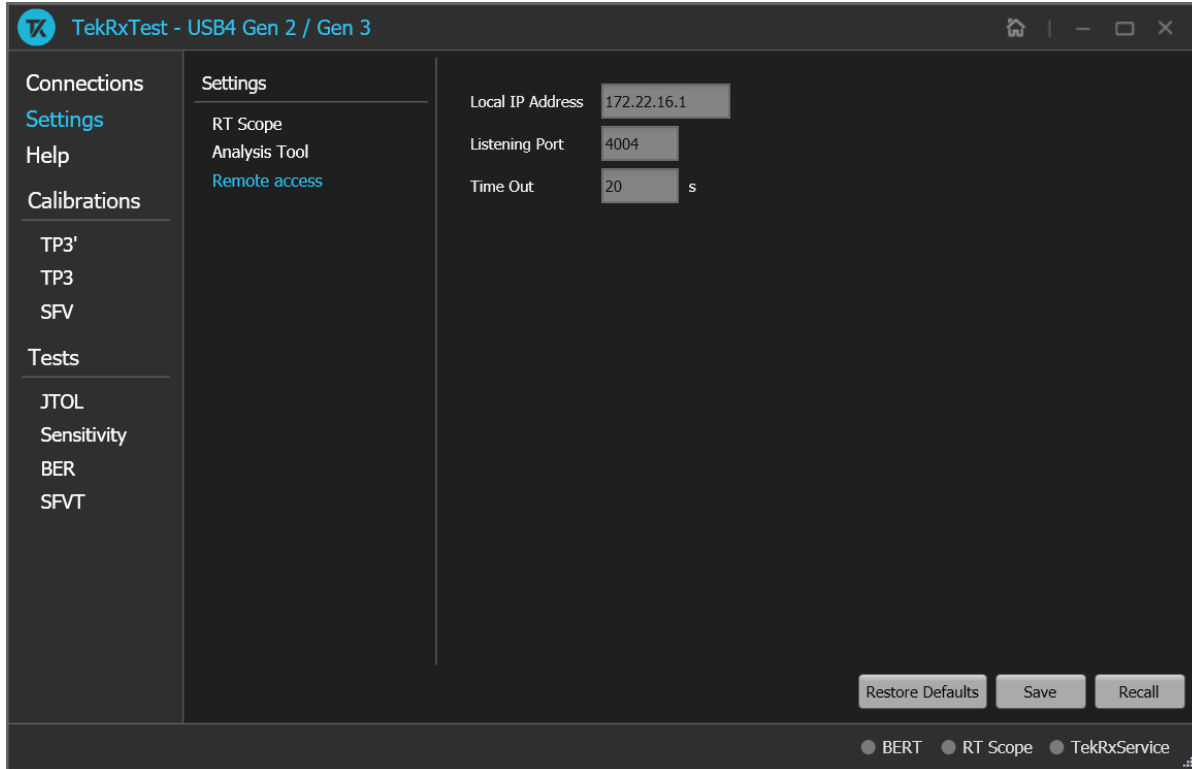 TekRxTest - USB4 Gen 2 / Gen 3
Connections
Settings
Help
Calibrations
TP3'
TP3
SFV
Tests
JTOL
Sensitivity
BER
SFVT
Settings
RT Scope
Analysis Tool
Remote access
Local IP Address 172.22.16.1
Listening Port 4004
Time Out 20 s
Restore Defaults Save Recall
BERT RT Scope TekRxService